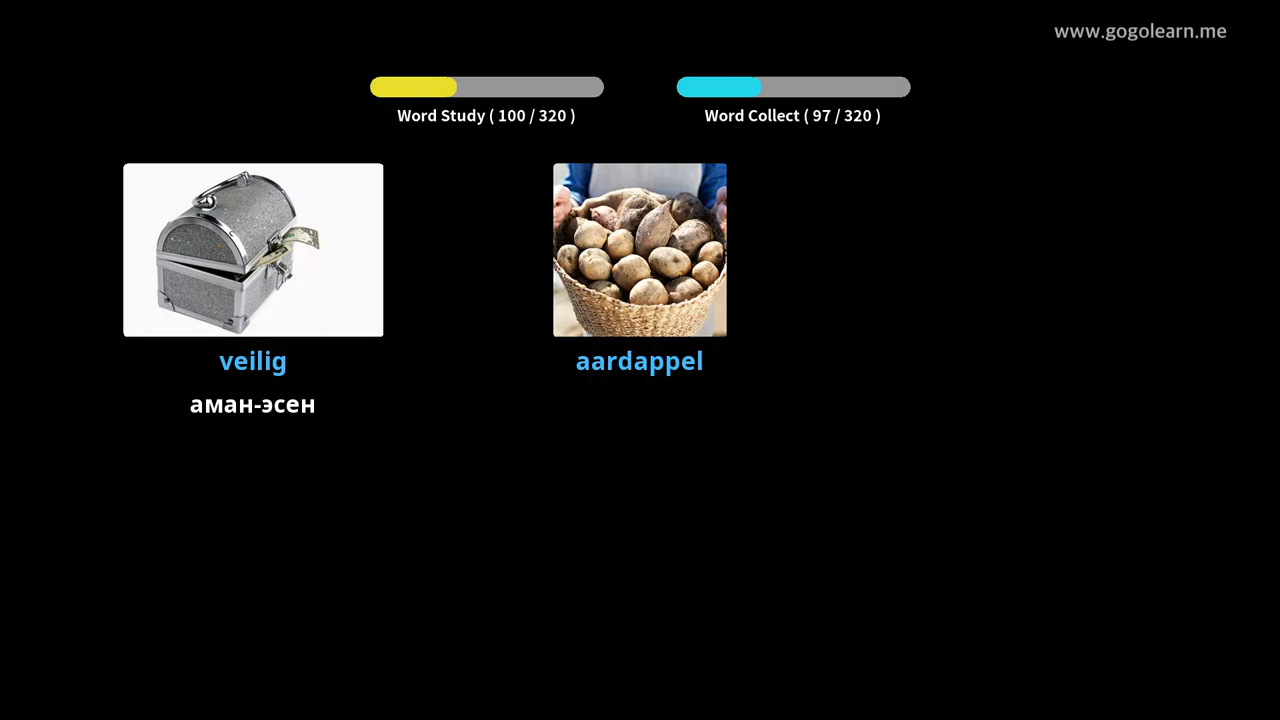 www.gogolearn.me
Word Study ( 100 / 320 )
Word Collect ( 97 / 320 )
veilig
aardappel
аман-эсен